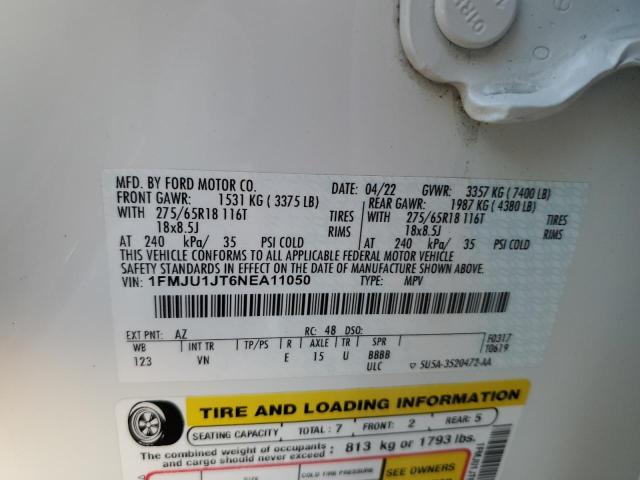 01R5
9
0
MFD. BY FORD MOTOR CO. 04/22 GVWR: 3357 KG ( 7400 LB)
FRONT GAWR: 1531 KG ( 3375 LB) REAR GAWR: 1987 KG ( 4380 LB)
WITH 275/65R18 116T TIRES WITH 275/65R18 116T TIRES
18x8.5J RIMS 18x8.5J RIMS
AT 240 kPa/ 35 PSI COLD AT 240 kPa/ 35 PSI COLD
THIS VEHICLE CONFORMS TO ALL APPLICABLE FEDERAL MOTOR VEHICLE
SAFETY STANDARDS IN EFFECT ON THE DATE OF MANUFACTURE SHOWN ABOVE.
VIN: 1FMJU1JT6NEA11050 TYPE: MPV
EXT PNT: AZ RC: 48 DSO: F0317
WB INT TR TP/PS R AXLE TR SPR T0619
123 VN E 15 U BBBB
ULC ▽ 5U5A-3520472-AA
TIRE AND LOADING INFORMATION
SEATING CAPACITY TOTAL: 7 FRONT: 2 REAR: 5
The combined weight of occupants and cargo should never exceed: 813 kg or 1793 lbs.
SIZE COLD TIRE PRESSURE SEE OWNERS